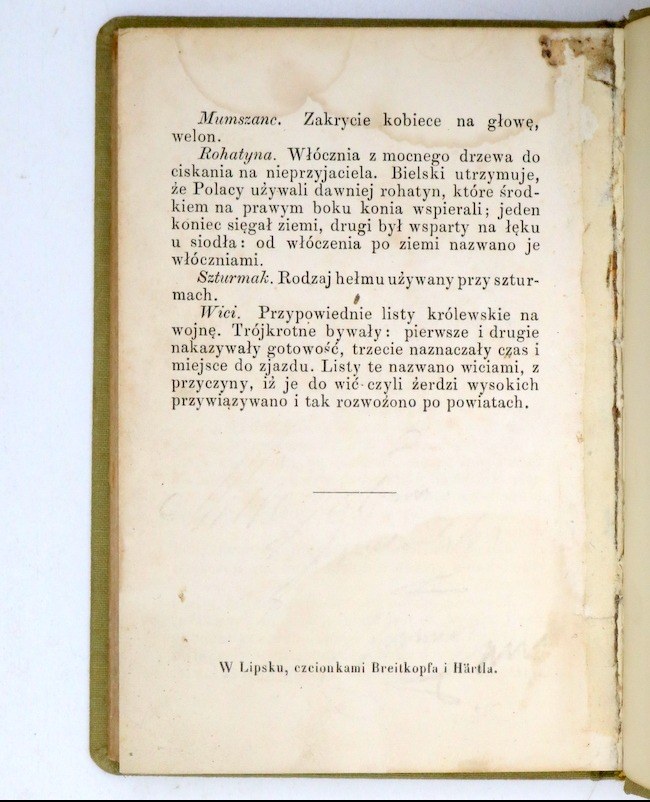 Mumszanc. Zakrycie kobiece na głowę,
welon.
Rohatyna. Włócznia z mocnego drzewa do
ciskania na nieprzyjaciela. Bielski utrzymuje,
że Polacy używali dawniej rohatyn, które środ-
kiem na prawym boku konia wspierali; jeden
koniec sięgał ziemi, drugi był wsparty na łęku
u siodła: od włóczenia po ziemi nazwano je
włóczniami.
Szturmak. Rodzaj hełmu używany przy sztur-
mach.
Wici. Przypowiednie listy królewskie na
wojnę. Trójkrotne bywały: pierwsze i drugie
nakazywały gotowość, trzecie naznaczały czas i
miejsce do zjazdu. Listy te nazwano wiciami, z
przyczyny, iż je do wić czyli żerdzi wysokich
przywiązywano i tak rozwożono po powiatach.
W Lipsku, czcionkami Breitkopfa i Härtla.